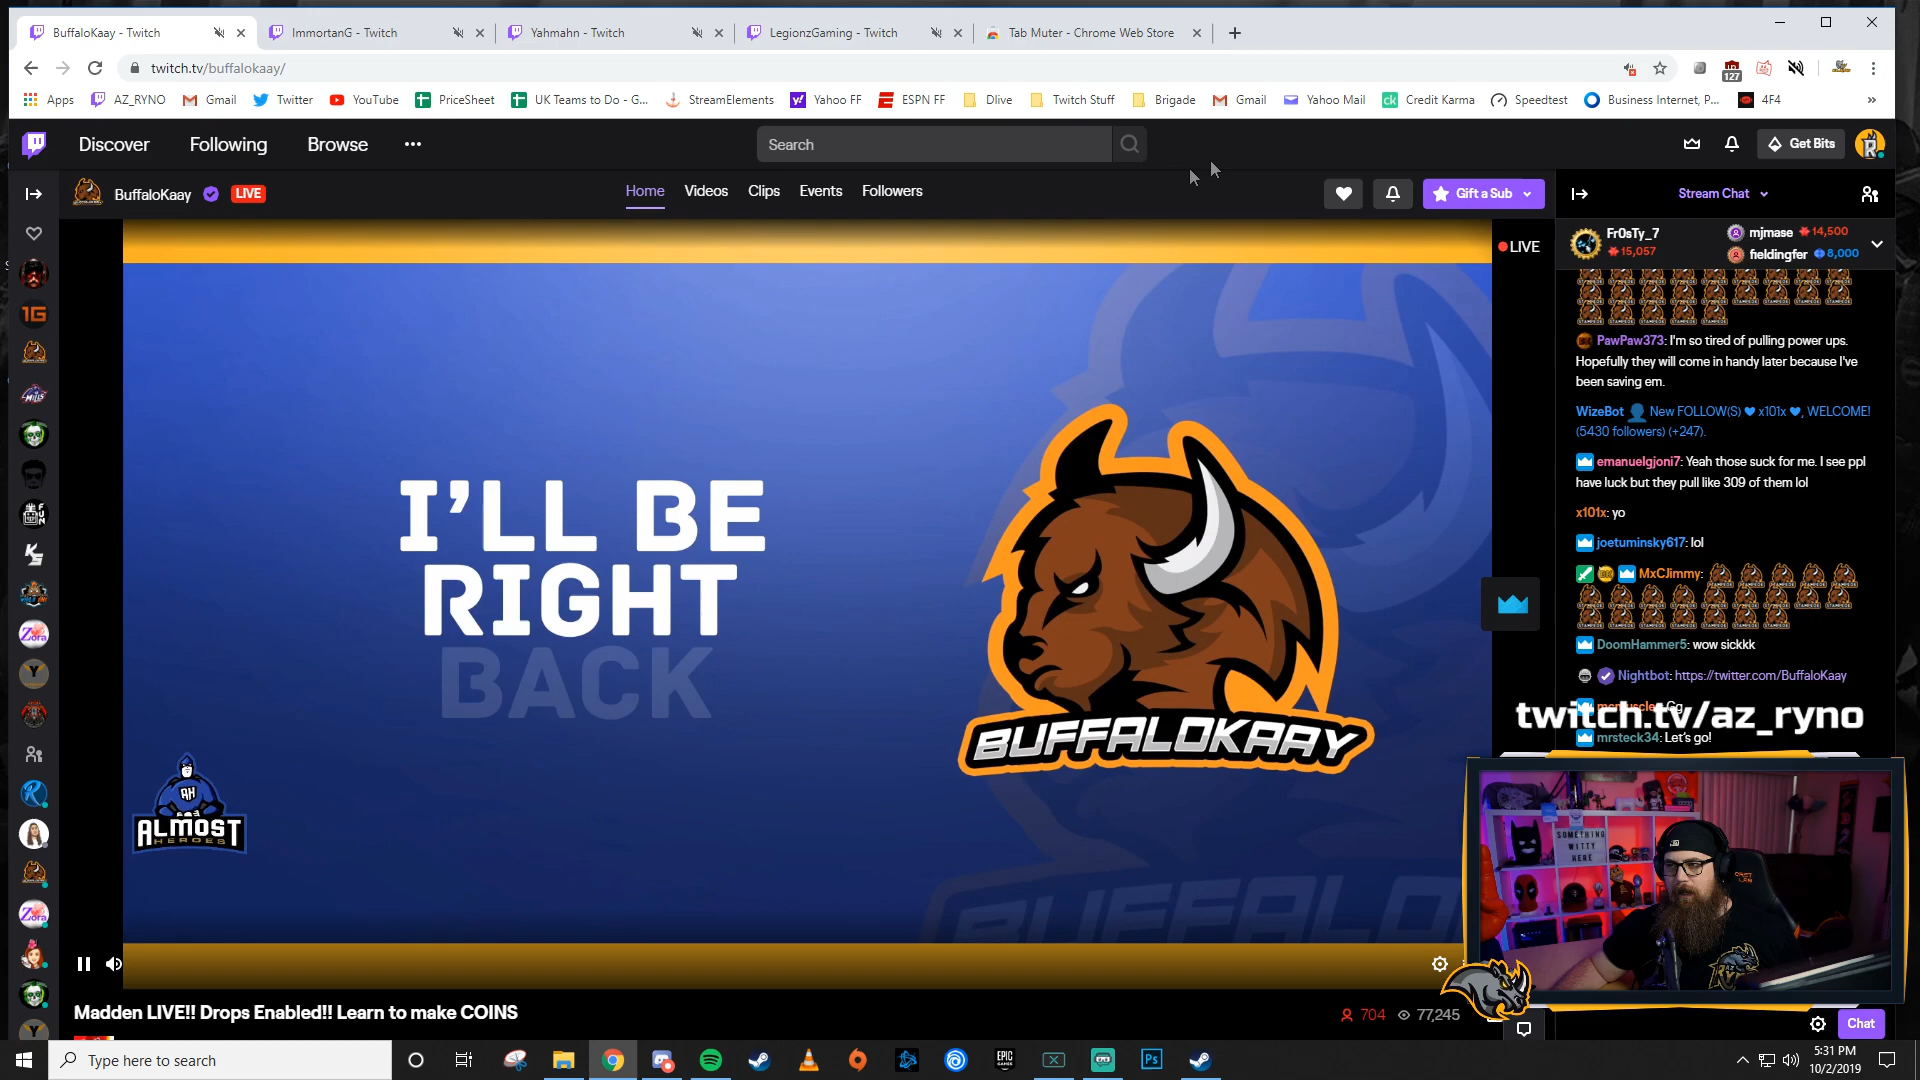 BuffaloKaay - Twitch
ImmortanG - Twitch
Yahmahn - Twitch
LegionzGaming - Twitch
Tab Muter - Chrome Web Store
twitch.tv/buffalokaay/
127
Apps
AZ_RYNO
Gmail
Twitter
YouTube
PriceSheet
UK Teams to Do - G...
StreamElements
Yahoo FF
ESPN FF
Dlive
Twitch Stuff
Brigade
Gmail
Yahoo Mail
Credit Karma
Speedtest
Business Internet, P...
4F4
Discover
Following
Browse
Search
Get Bits
BuffaloKaay
LIVE
Home
Videos
Clips
Events
Followers
Gift a Sub
Stream Chat
LIVE
Fr0sTy_7
15,057
mjmase 14,500
fieldingfer 8,000
PawPaw373: I'm so tired of pulling power ups.
Hopefully they will come in handy later because I've
been saving em.
WizeBot New FOLLOW(S) ♥ x101x ♥, WELCOME!
(5430 followers) (+247).
emanuelgjoni7: Yeah those suck for me. I see ppl
have luck but they pull like 309 of them lol
x101x: yo
joetuminsky617: lol
MxCJimmy:
DoomHammer5: wow sickkk
Nightbot: https://twitter.com/BuffaloKaay
twitch.tv/az_ryno
mrsteck34: Let's go!
I'LL BE
RIGHT
BACK
BUFFALOKAAY
AH
ALMOST
HEROES
SOMETHING
WITTY
HERE
Madden LIVE!! Drops Enabled!! Learn to make COINS
704
77,245
Chat
Type here to search
EPIC
GAMES
Ps
5:31 PM
10/2/2019